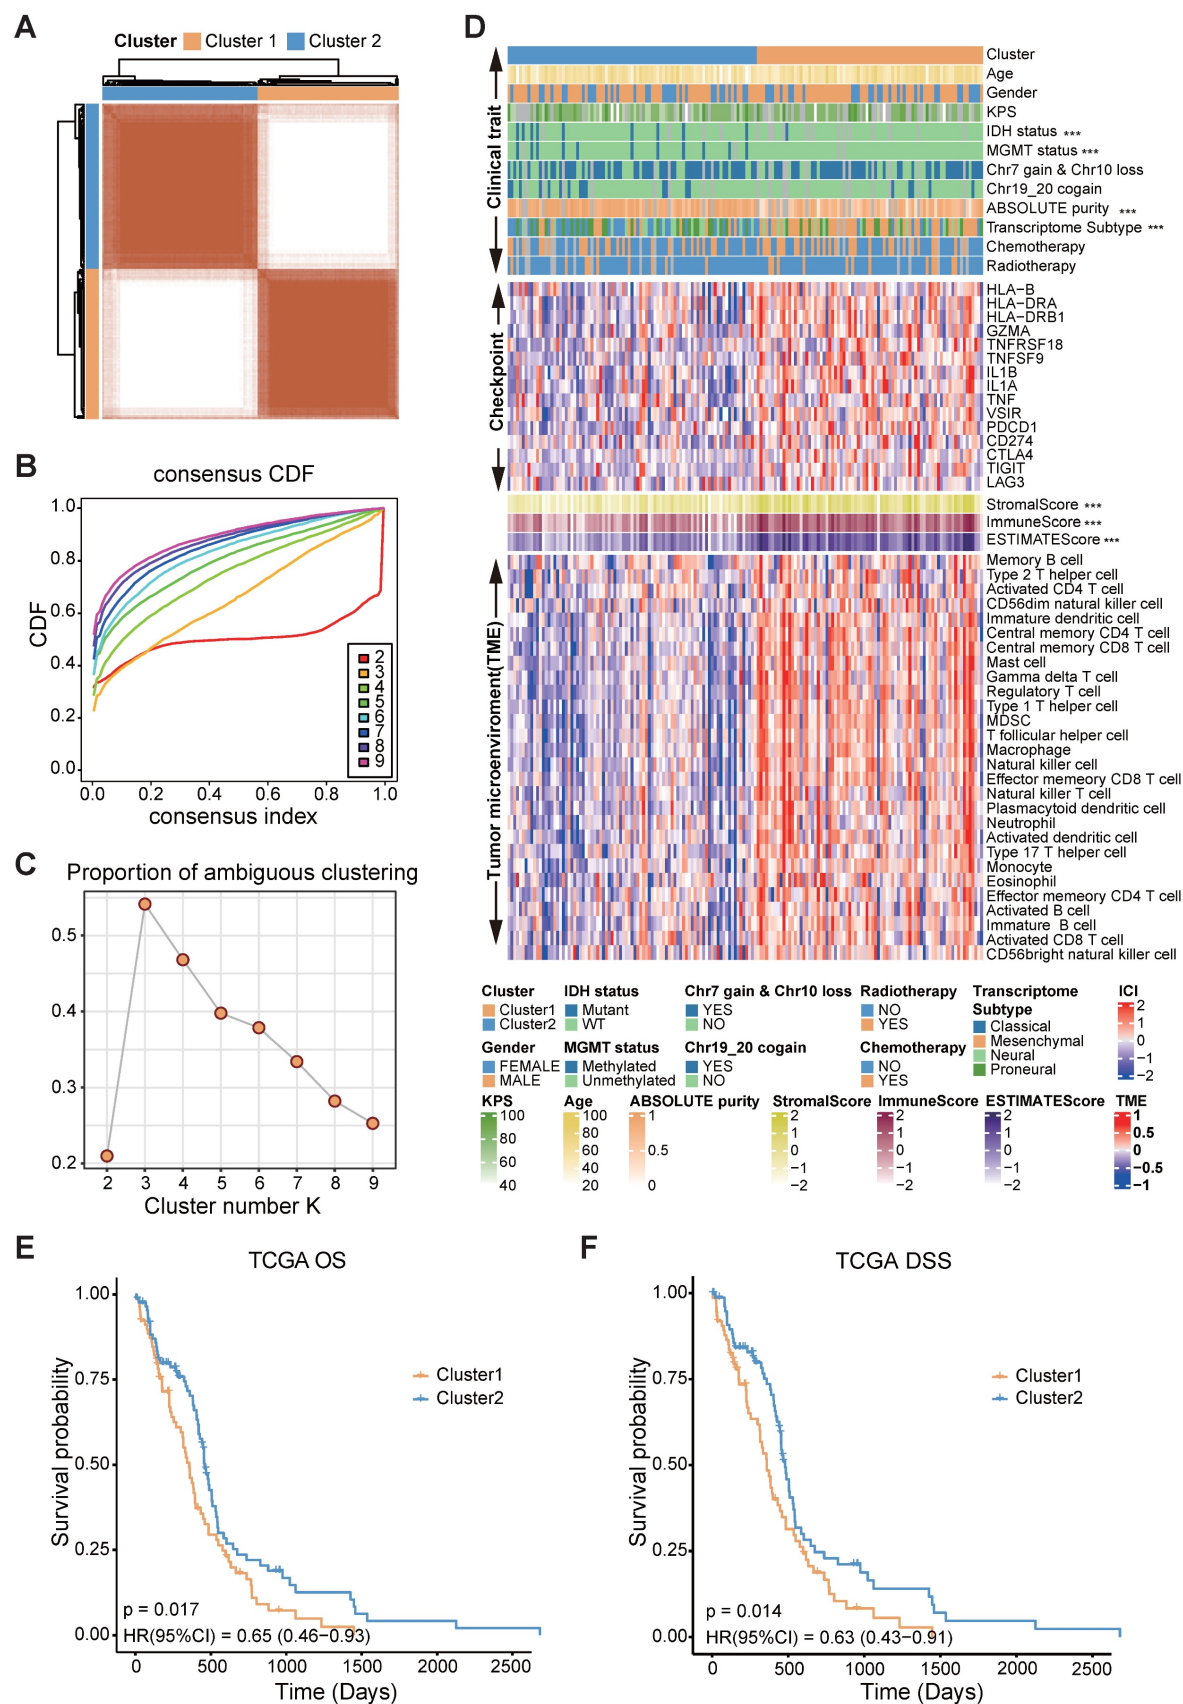 A
Cluster Cluster 1 Cluster 2
B
consensus CDF
1.0
0.8
0.6
0.4
0.2
0.0
CDF
2
3
4
5
6
7
8
9
0.0 0.2 0.4 0.6 0.8 1.0
consensus index
C
Proportion of ambiguous clustering
0.5
0.4
0.3
0.2
2 3 4 5 6 7 8 9
Cluster number K
D
Clinical trait
Cluster
Age
Gender
KPS
IDH status ***
MGMT status ***
Chr7 gain & Chr10 loss
Chr19_20 cogain
ABSOLUTE purity ***
Transcriptome Subtype ***
Chemotherapy
Radiotherapy
Checkpoint
HLA−B
HLA−DRA
HLA−DRB1
GZMA
TNFRSF18
TNFSF9
IL1B
IL1A
TNF
VSIR
PDCD1
CD274
CTLA4
TIGIT
LAG3
StromalScore ***
ImmuneScore ***
ESTIMATEScore ***
Tumor microenviroment(TME)
Memory B cell
Type 2 T helper cell
Activated CD4 T cell
CD56dim natural killer cell
Immature dendritic cell
Central memory CD4 T cell
Central memory CD8 T cell
Mast cell
Gamma delta T cell
Regulatory T cell
Type 1 T helper cell
MDSC
T follicular helper cell
Macrophage
Natural killer cell
Effector memeory CD8 T cell
Natural killer T cell
Plasmacytoid dendritic cell
Neutrophil
Activated dendritic cell
Type 17 T helper cell
Monocyte
Eosinophil
Effector memeory CD4 T cell
Activated B cell
Immature B cell
Activated CD8 T cell
CD56bright natural killer cell
Cluster
Cluster1
Cluster2
IDH status
Mutant
WT
Chr7 gain & Chr10 loss
YES
NO
Radiotherapy
NO
YES
Transcriptome
Subtype
Classical
Mesenchymal
Neural
Proneural
ICI
2
1
0
−1
−2
Gender
FEMALE
MALE
MGMT status
Methylated
Unmethylated
Chr19_20 cogain
YES
NO
Chemotherapy
NO
YES
KPS
100
80
60
40
Age
100
80
60
40
20
ABSOLUTE purity
1
0.5
0
StromalScore
2
1
0
−1
−2
ImmuneScore
2
1
0
−1
−2
ESTIMATEScore
2
1
0
−1
−2
TME
1
0.5
0
−0.5
−1
E
TCGA OS
Survival probability
1.00
0.75
0.50
0.25
0.00
Cluster1
Cluster2
p = 0.017
HR(95%CI) = 0.65 (0.46−0.93)
0 500 1000 1500 2000 2500
Time (Days)
F
TCGA DSS
Survival probability
1.00
0.75
0.50
0.25
0.00
Cluster1
Cluster2
p = 0.014
HR(95%CI) = 0.63 (0.43−0.91)
0 500 1000 1500 2000 2500
Time (Days)